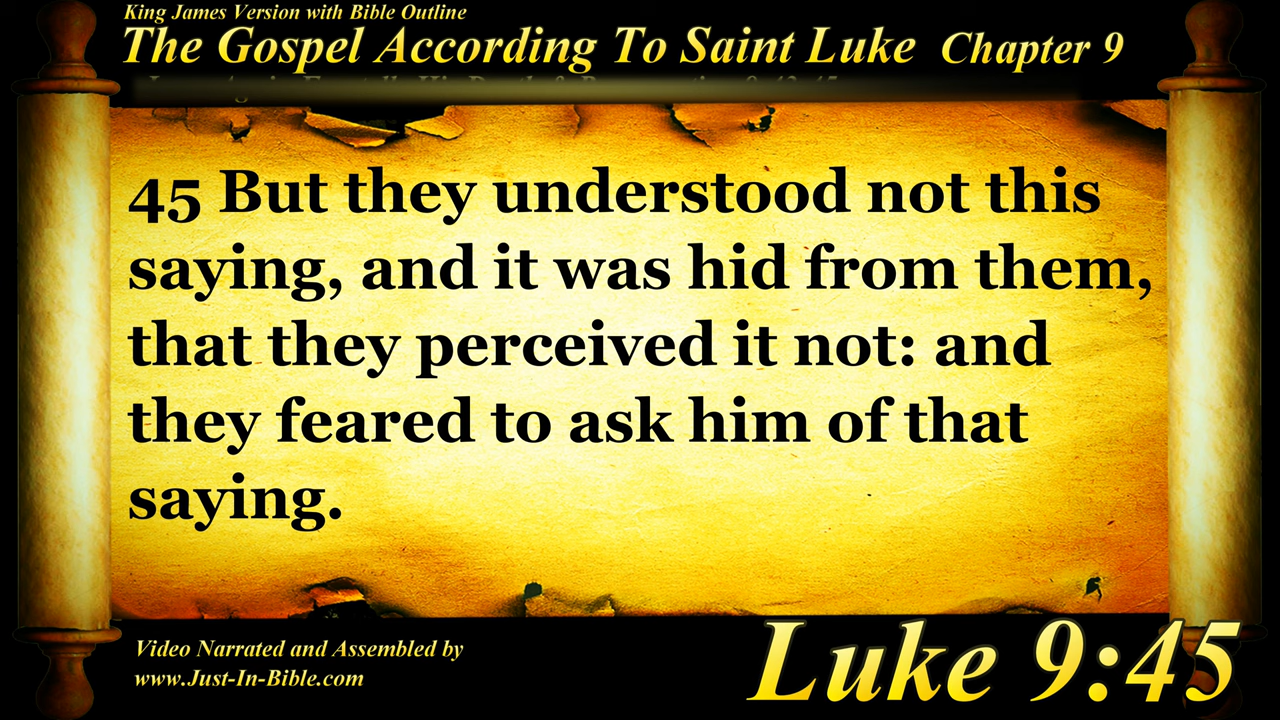 King James Version with Bible Outline
The Gospel According To Saint Luke Chapter 9
45 But they understood not this
saying, and it was hid from them,
that they perceived it not: and
they feared to ask him of that
saying.
Video Narrated and Assembled by
www.Just-In-Bible.com
Luke 9:45